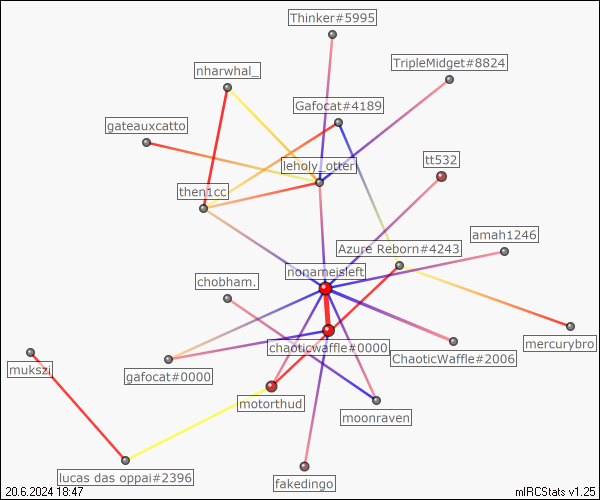 Thinker#5995
TripleMidget#8824
nharwhal_
Gafocat#4189
gateauxcatto
leholy_otter
tt532
then1cc
amah1246
Azure Reborn#4243
nonameisleft
chobham.
mercurybro
chaoticwaffle#0000
ChaoticWaffle#2006
mukszi
gafocat#0000
motorthud
moonraven
lucas das oppai#2396
fakedingo
20.6.2024 18:47
mIRCStats v1.25